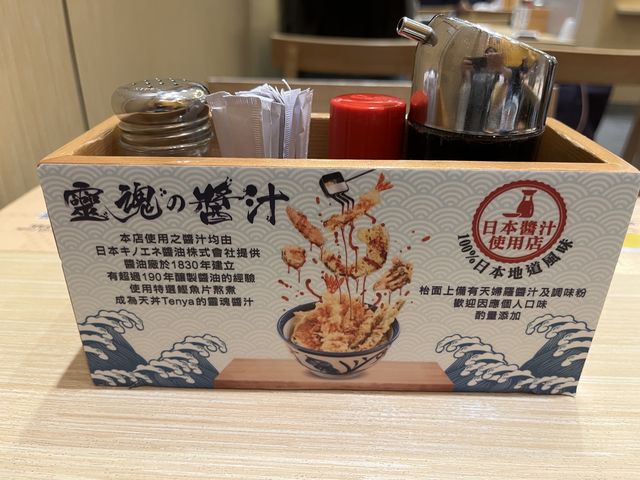 靈魂の醬汁
本店使用之醬汁均由
日本キノエネ醬油株式會社提供
醬油廠於1830年建立
有超過190年釀製醬油的經驗
使用特選鰹魚片熬煮
成為天丼Tenya的靈魂醬汁
日本醬汁
使用店
100%日本地道風味
枱面上備有天婦羅醬汁及調味粉
歡迎因應個人口味
酌量添加